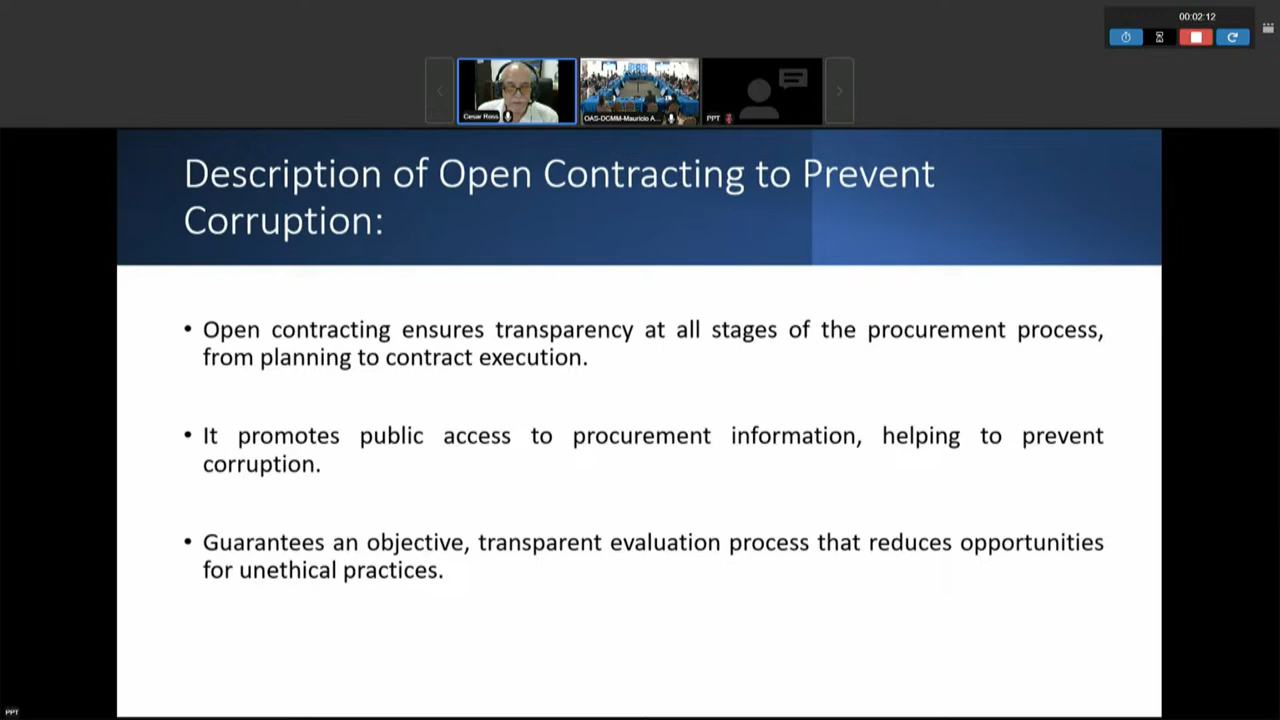 00:02:12
Cesar Ross
OAS-DCMM-Mauricio A...
PPT
Description of Open Contracting to Prevent
Corruption:
• Open contracting ensures transparency at all stages of the procurement process,
from planning to contract execution.
• It promotes public access to procurement information, helping to prevent
corruption.
• Guarantees an objective, transparent evaluation process that reduces opportunities
for unethical practices.
PPT